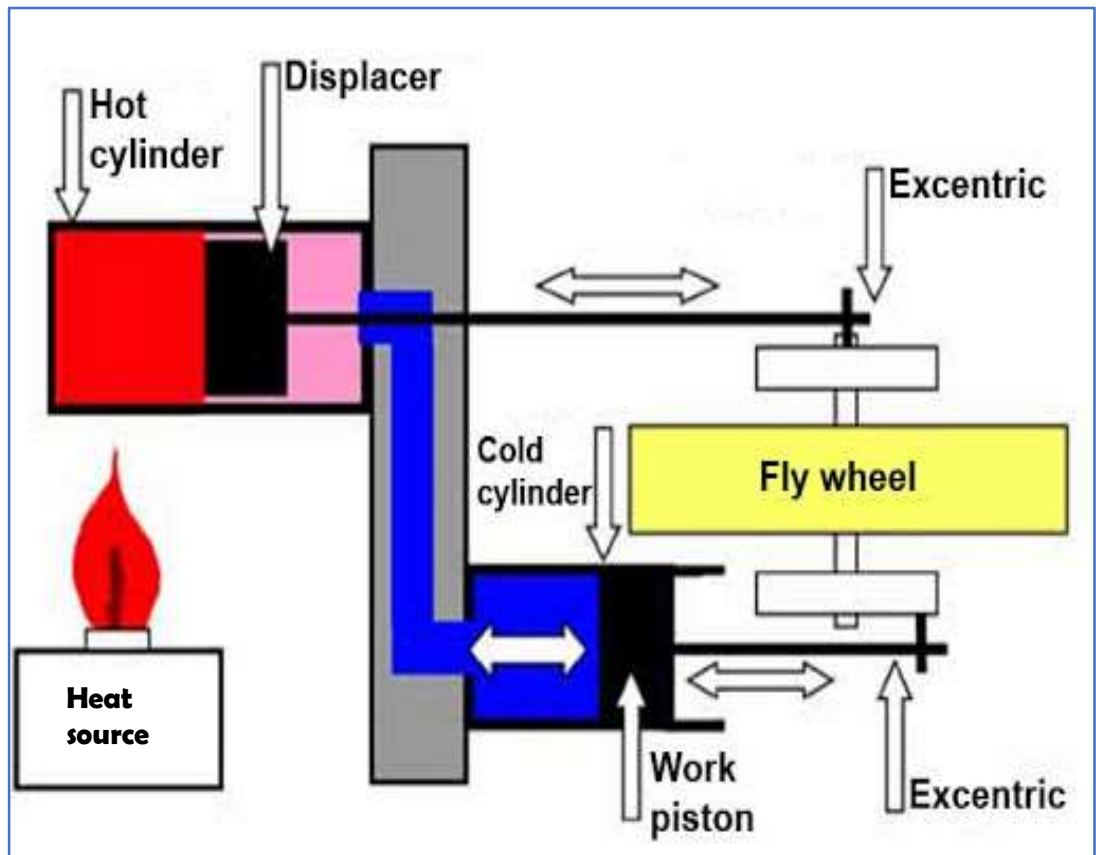 Displacer
Hot
cylinder
Excentric
Cold
cylinder
Fly wheel
Heat
source
Work
piston
Excentric